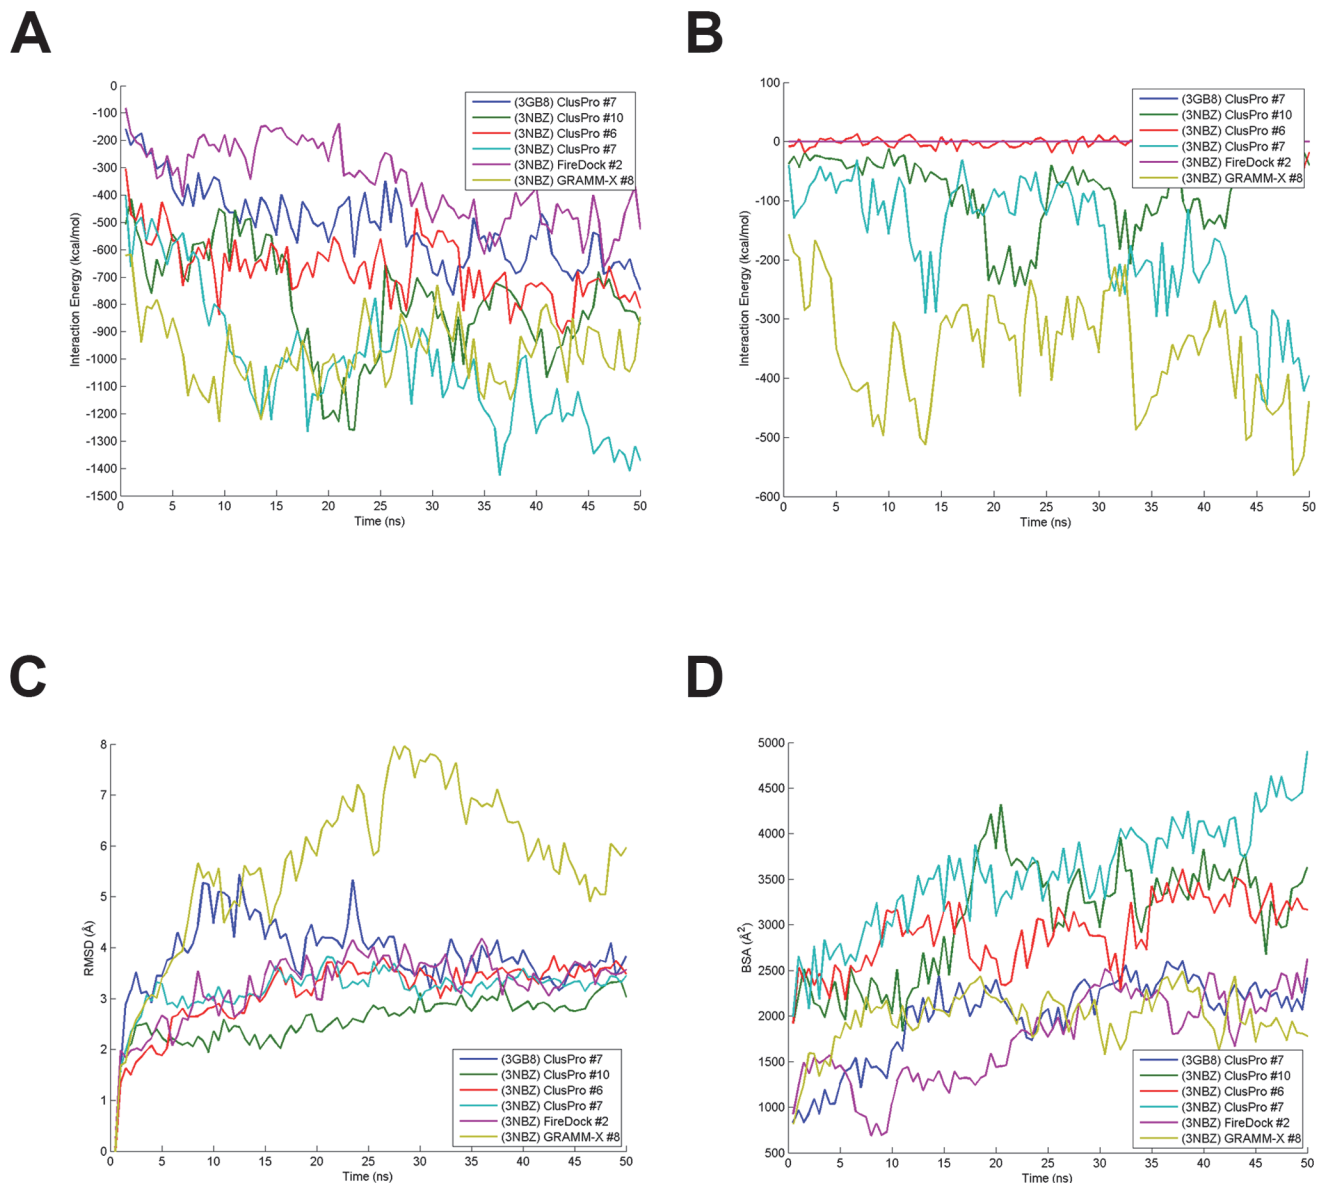 A
0
-100
-200
-300
-400
-500
-600
-700
-800
-900
-1000
-1100
-1200
-1300
-1400
-1500
Interaction Energy (kcal/mol)
0 5 10 15 20 25 30 35 40 45 50
Time (ns)
(3GB8) ClusPro #7
(3NBZ) ClusPro #10
(3NBZ) ClusPro #6
(3NBZ) ClusPro #7
(3NBZ) FireDock #2
(3NBZ) GRAMM-X #8
B
100
0
-100
-200
-300
-400
-500
-600
Interaction Energy (kcal/mol)
0 5 10 15 20 25 30 35 40 45 50
Time (ns)
(3GB8) ClusPro #7
(3NBZ) ClusPro #10
(3NBZ) ClusPro #6
(3NBZ) ClusPro #7
(3NBZ) FireDock #2
(3NBZ) GRAMM-X #8
C
8
7
6
5
4
3
2
1
0
RMSD (Å)
0 5 10 15 20 25 30 35 40 45 50
Time (ns)
(3GB8) ClusPro #7
(3NBZ) ClusPro #10
(3NBZ) ClusPro #6
(3NBZ) ClusPro #7
(3NBZ) FireDock #2
(3NBZ) GRAMM-X #8
D
5000
4500
4000
3500
3000
2500
2000
1500
1000
500
BSA (Å²)
0 5 10 15 20 25 30 35 40 45 50
Time (ns)
(3GB8) ClusPro #7
(3NBZ) ClusPro #10
(3NBZ) ClusPro #6
(3NBZ) ClusPro #7
(3NBZ) FireDock #2
(3NBZ) GRAMM-X #8